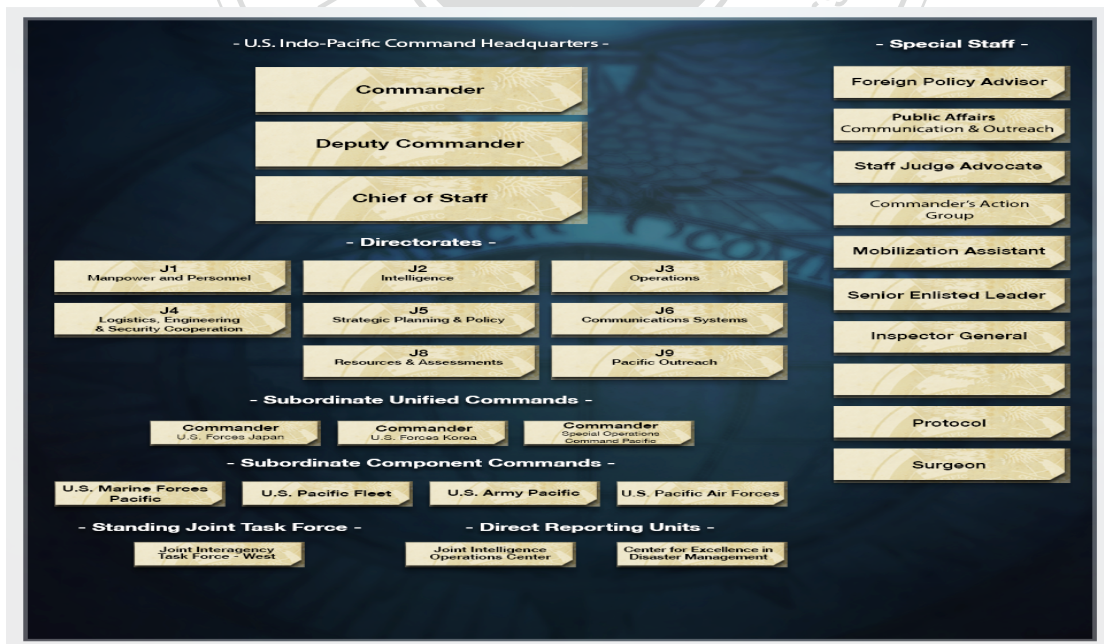 - U.S. Indo-Pacific Command Headquarters -
Commander
Deputy Commander
Chief of Staff
- Directorates -
J1
Manpower and Personnel
J2
Intelligence
J3
Operations
J4
Logistics, Engineering
& Security Cooperation
J5
Strategic Planning & Policy
J6
Communications Systems
J8
Resources & Assessments
J9
Pacific Outreach
- Subordinate Unified Commands -
Commander
U.S. Forces Japan
Commander
U.S. Forces Korea
Commander
Special Operations
Command Pacific
- Subordinate Component Commands -
U.S. Marine Forces
Pacific
U.S. Pacific Fleet
U.S. Army Pacific
U.S. Pacific Air Forces
- Standing Joint Task Force -
Joint Interagency
Task Force - West
- Direct Reporting Units -
Joint Intelligence
Operations Center
Center for Excellence in
Disaster Management
- Special Staff -
Foreign Policy Advisor
Public Affairs
Communication & Outreach
Staff Judge Advocate
Commander's Action
Group
Mobilization Assistant
Senior Enlisted Leader
Inspector General
Protocol
Surgeon